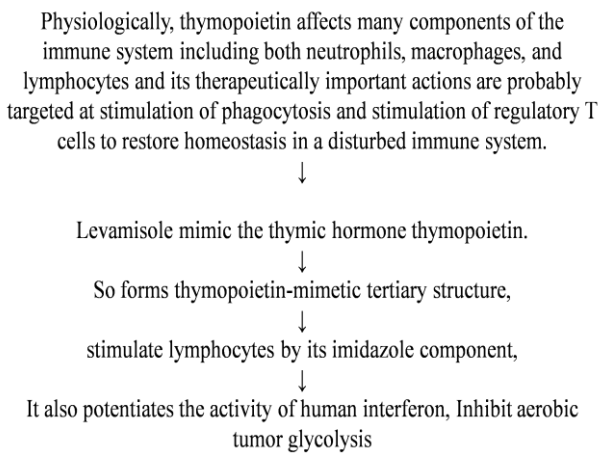 Physiologically, thymopoietin affects many components of the
immune system including both neutrophils, macrophages, and
lymphocytes and its therapeutically important actions are probably
targeted at stimulation of phagocytosis and stimulation of regulatory T
cells to restore homeostasis in a disturbed immune system.
↓
Levamisole mimic the thymic hormone thymopoietin.
↓
So forms thymopoietin-mimetic tertiary structure,
↓
stimulate lymphocytes by its imidazole component,
↓
It also potentiates the activity of human interferon, Inhibit aerobic
tumor glycolysis